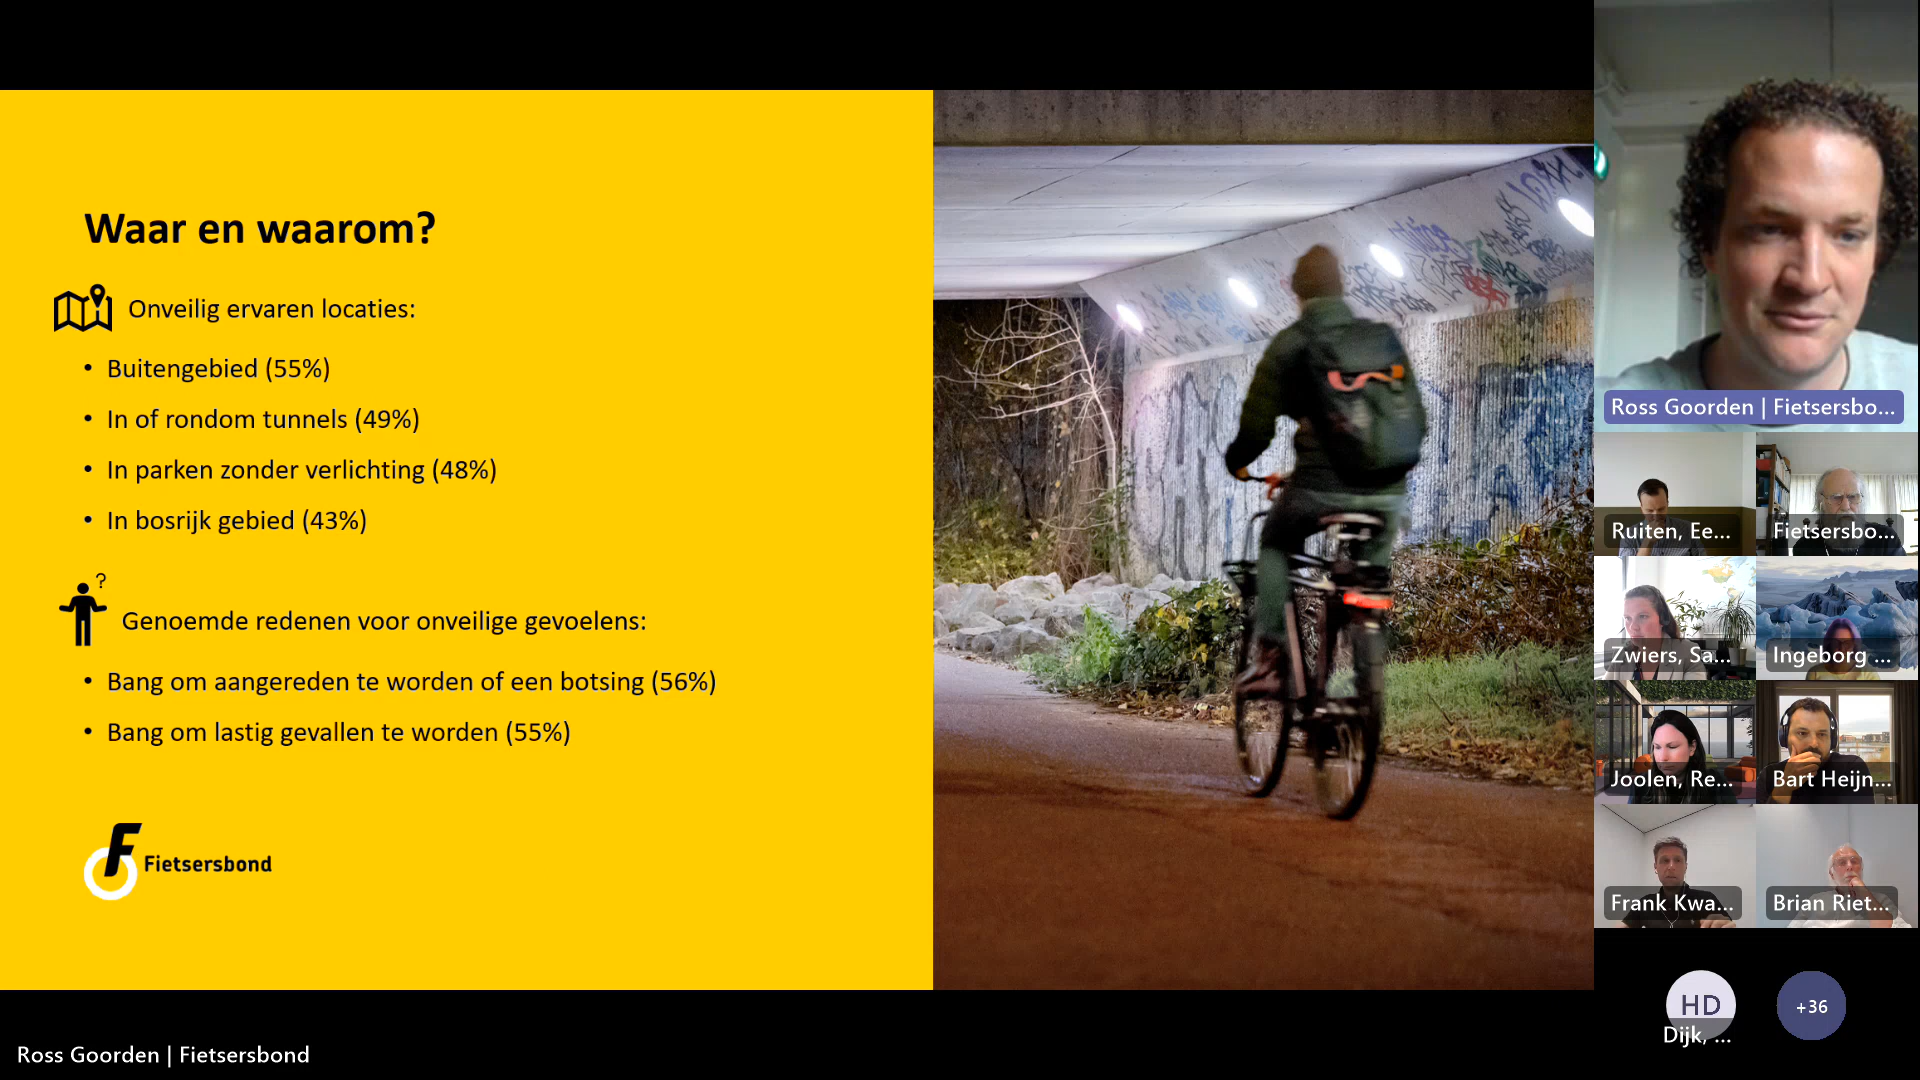 Waar en waarom?
Onveilig ervaren locaties:
• Buitengebied (55%)
• In of rondom tunnels (49%)
• In parken zonder verlichting (48%)
• In bosrijk gebied (43%)
?
Genoemde redenen voor onveilige gevoelens:
• Bang om aangereden te worden of een botsing (56%)
• Bang om lastig gevallen te worden (55%)
Fietsersbond
Ross Goorden | Fietsersbond
Ross Goorden | Fietsersbo...
Ruiten, Ee...
Fietsersbo...
Zwiers, Sa...
Ingeborg ...
Joolen, Re...
Bart Heijn...
Frank Kwa...
Brian Riet...
HD
Dijk, ...
+36